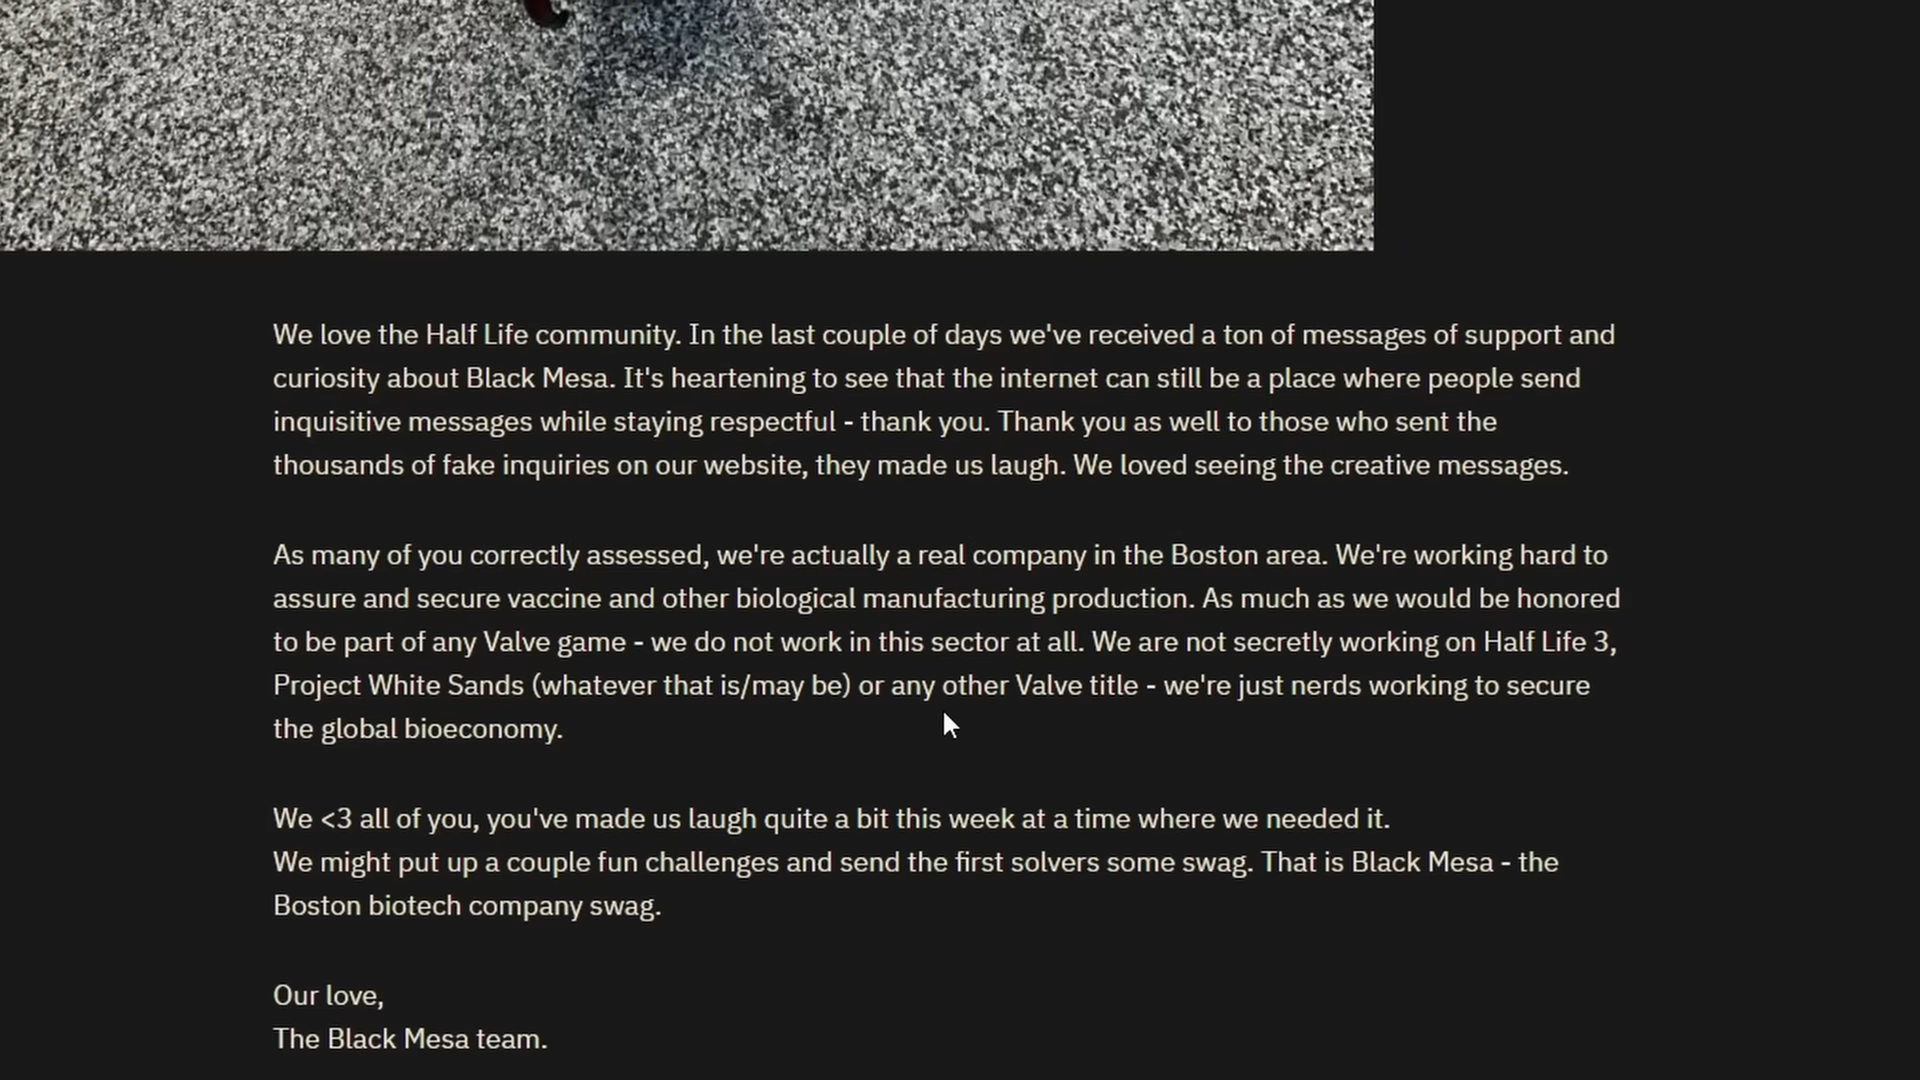 We love the Half Life community. In the last couple of days we've received a ton of messages of support and
curiosity about Black Mesa. It's heartening to see that the internet can still be a place where people send
inquisitive messages while staying respectful - thank you. Thank you as well to those who sent the
thousands of fake inquiries on our website, they made us laugh. We loved seeing the creative messages.
As many of you correctly assessed, we're actually a real company in the Boston area. We're working hard to
assure and secure vaccine and other biological manufacturing production. As much as we would be honored
to be part of any Valve game - we do not work in this sector at all. We are not secretly working on Half Life 3,
Project White Sands (whatever that is/may be) or any other Valve title - we're just nerds working to secure
the global bioeconomy.
We <3 all of you, you've made us laugh quite a bit this week at a time where we needed it.
We might put up a couple fun challenges and send the first solvers some swag. That is Black Mesa - the
Boston biotech company swag.
Our love,
The Black Mesa team.